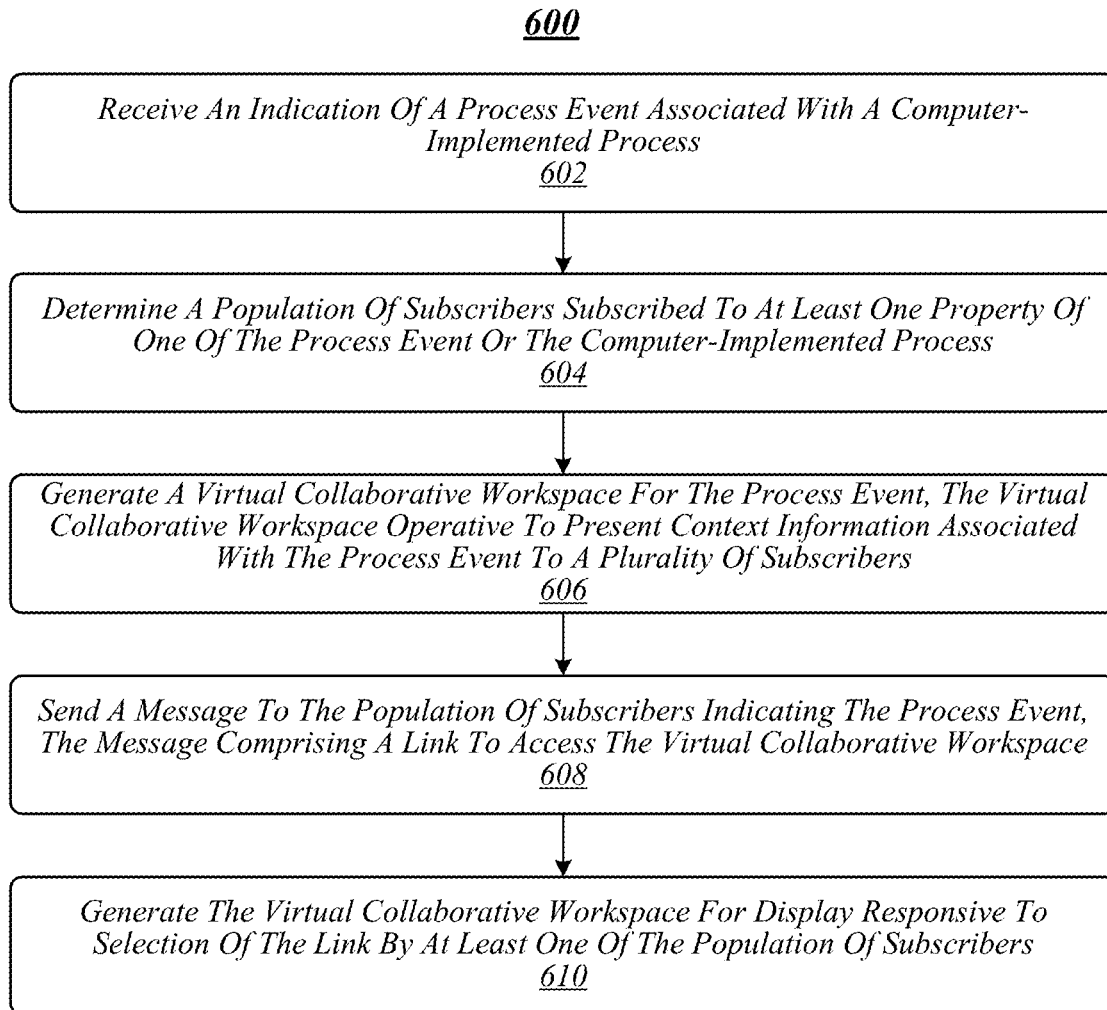 600
Receive An Indication Of A Process Event Associated With A Computer-
Implemented Process
602
Determine A Population Of Subscribers Subscribed To At Least One Property Of
One Of The Process Event Or The Computer-Implemented Process
604
Generate A Virtual Collaborative Workspace For The Process Event, The Virtual
Collaborative Workspace Operative To Present Context Information Associated
With The Process Event To A Plurality Of Subscribers
606
Send A Message To The Population Of Subscribers Indicating The Process Event,
The Message Comprising A Link To Access The Virtual Collaborative Workspace
608
Generate The Virtual Collaborative Workspace For Display Responsive To
Selection Of The Link By At Least One Of The Population Of Subscribers
610